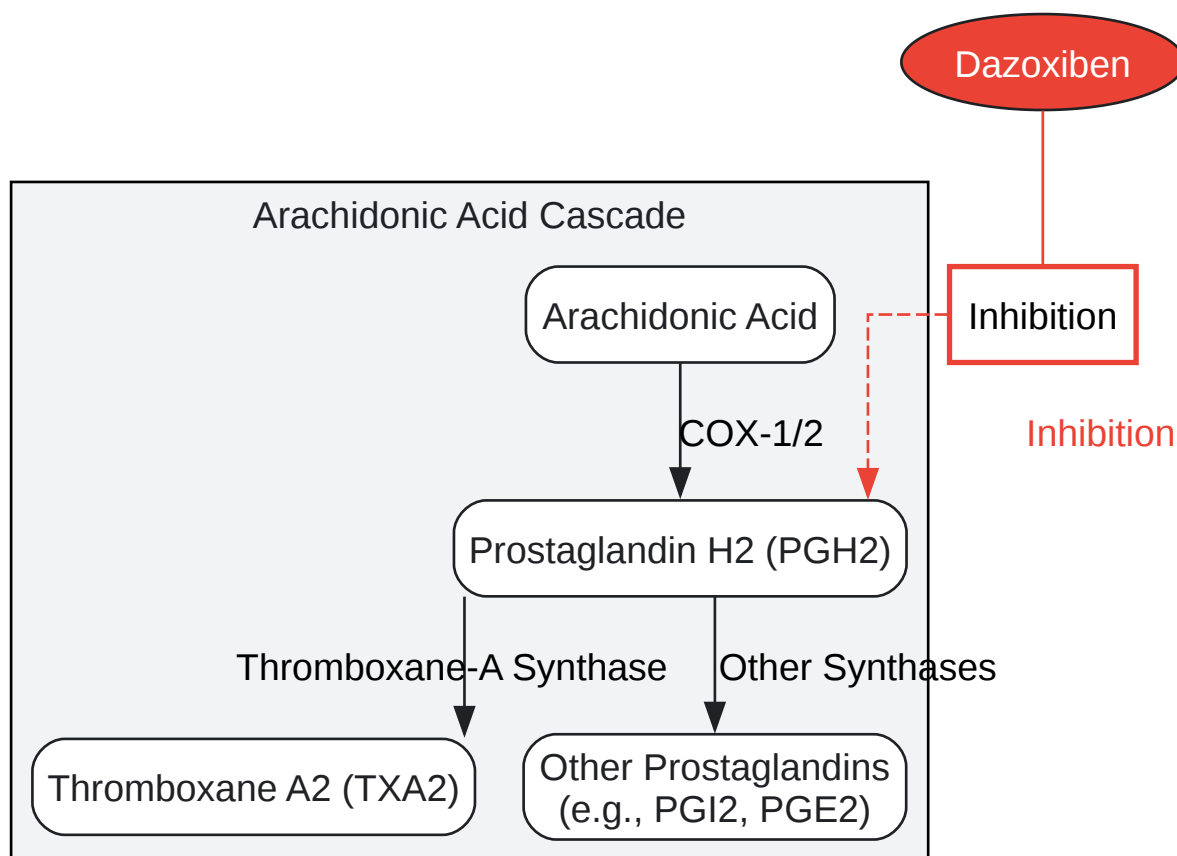 Dazoxiben
Arachidonic Acid Cascade
Arachidonic Acid
Inhibition
COX-1/2
Inhibition
Prostaglandin H2 (PGH2)
Thromboxane-A Synthase
Other Synthases
Thromboxane A2 (TXA2)
Other Prostaglandins
(e.g., PGI2, PGE2)